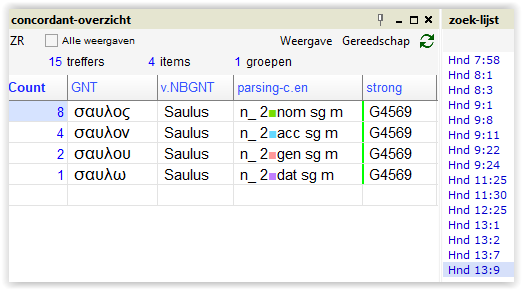 concordant-overzicht
ZR Alle weergaven Weergave Gereedschap
15 treffers 4 items 1 groepen
Count GNT v.NBGNT parsing-c.en strong
8 σαυλος Saulus n_ 2 nom sg m G4569
4 σαυλον Saulus n_ 2 acc sg m G4569
2 σαυλου Saulus n_ 2 gen sg m G4569
1 σαυλω Saulus n_ 2 dat sg m G4569
zoek-lijst
Hnd 7:58
Hnd 8:1
Hnd 8:3
Hnd 9:1
Hnd 9:8
Hnd 9:11
Hnd 9:22
Hnd 9:24
Hnd 11:25
Hnd 11:30
Hnd 12:25
Hnd 13:1
Hnd 13:2
Hnd 13:7
Hnd 13:9